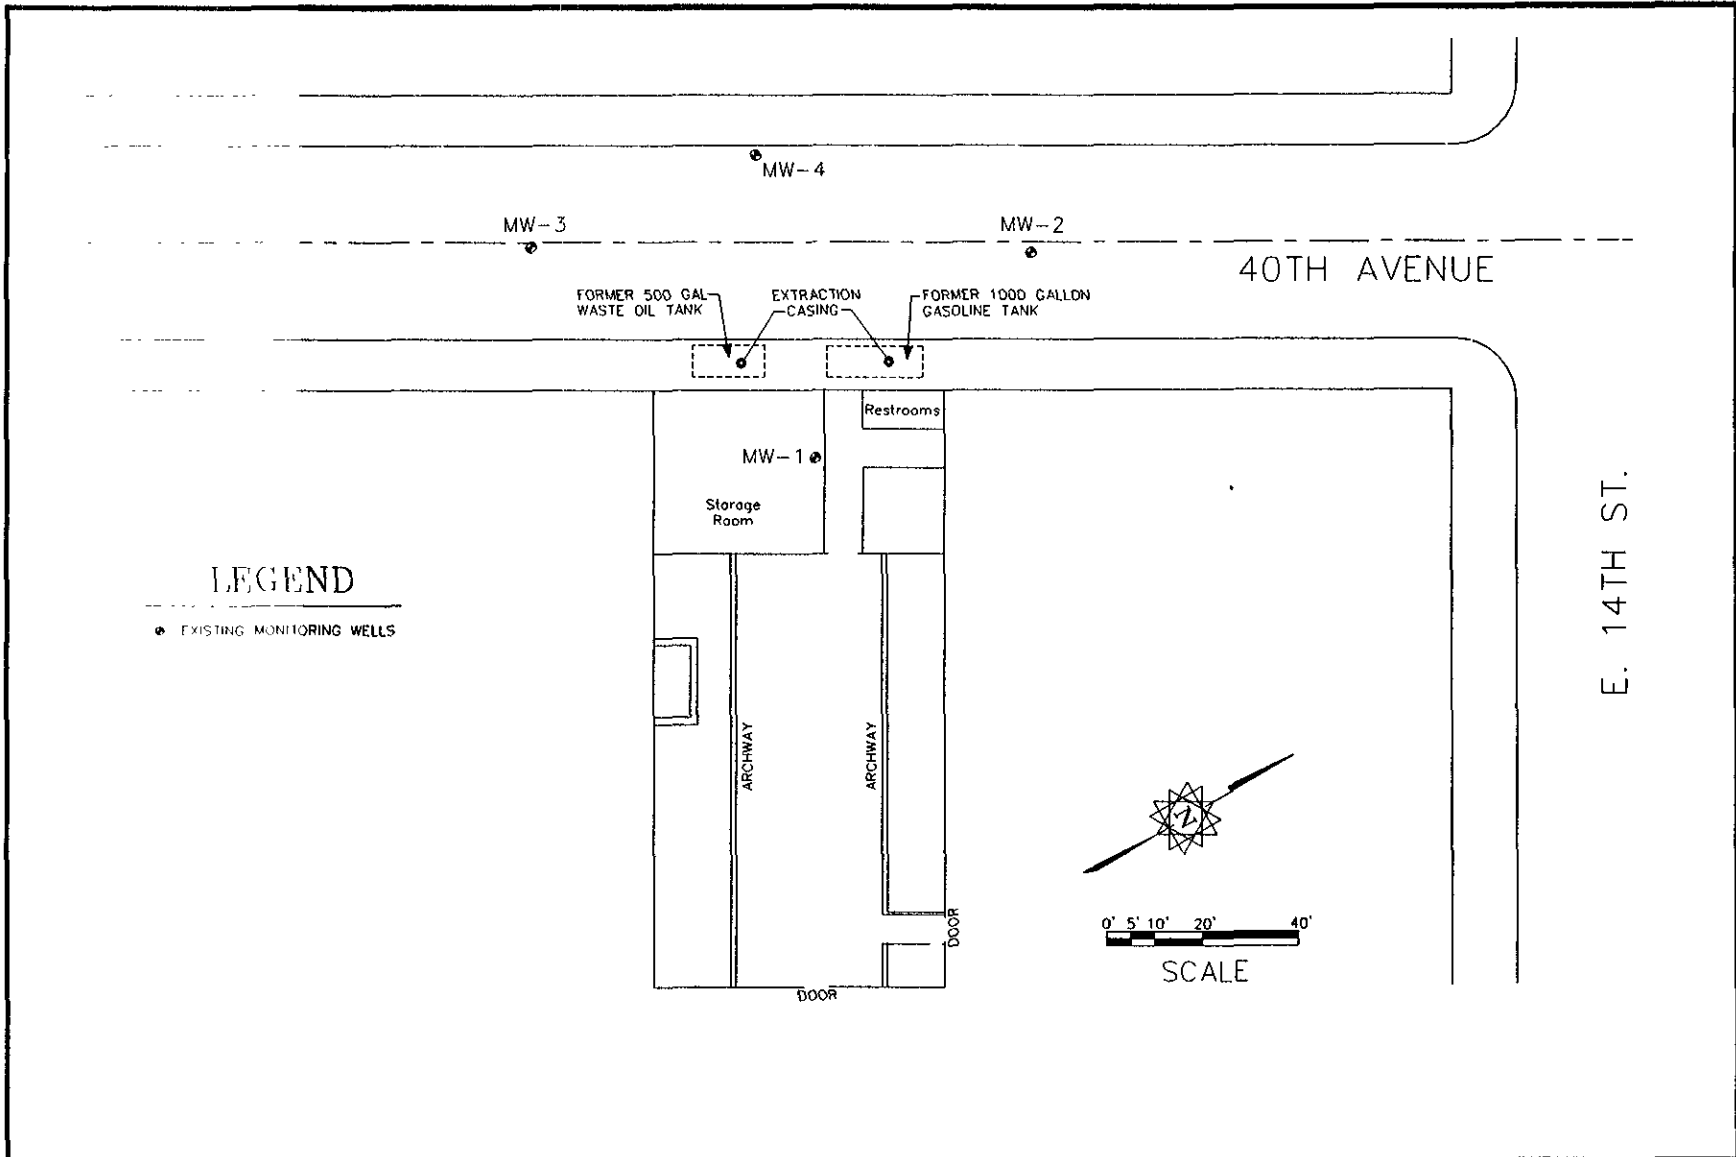 MW-4
MW-3
MW-2
40TH AVENUE
FORMER 500 GAL
WASTE OIL TANK
EXTRACTION
CASING
FORMER 1000 GALLON
GASOLINE TANK
Restrooms
MW-1
Storage
Room
E. 14TH ST.
LEGEND
EXISTING MONITORING WELLS
ARCHWAY
ARCHWAY
N
0' 5' 10' 20' 40'
SCALE
DOOR
DOOR